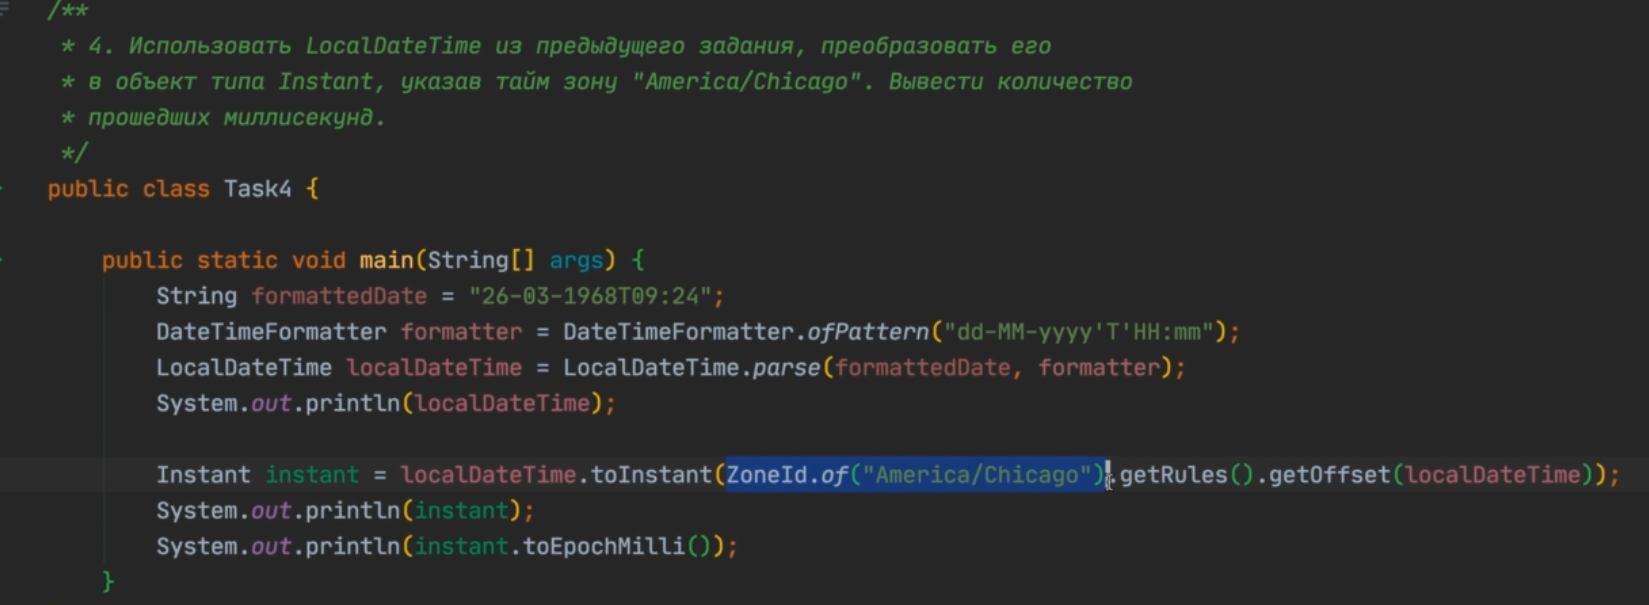 /**
* 4. Использовать LocalDateTime из предыдущего задания, преобразовать его
* в объект типа Instant, указав тайм зону "America/Chicago". Вывести количество
* прошедших миллисекунд.
*/
public class Task4 {
public static void main(String[] args) {
String formattedDate = "26-03-1968T09:24";
DateTimeFormatter formatter = DateTimeFormatter.ofPattern("dd-MM-yyyy'T'HH:mm");
LocalDateTime localDateTime = LocalDateTime.parse(formattedDate, formatter);
System.out.println(localDateTime);
Instant instant = localDateTime.toInstant(ZoneId.of("America/Chicago").getRules().getOffset(localDateTime));
System.out.println(instant);
System.out.println(instant.toEpochMilli());
}